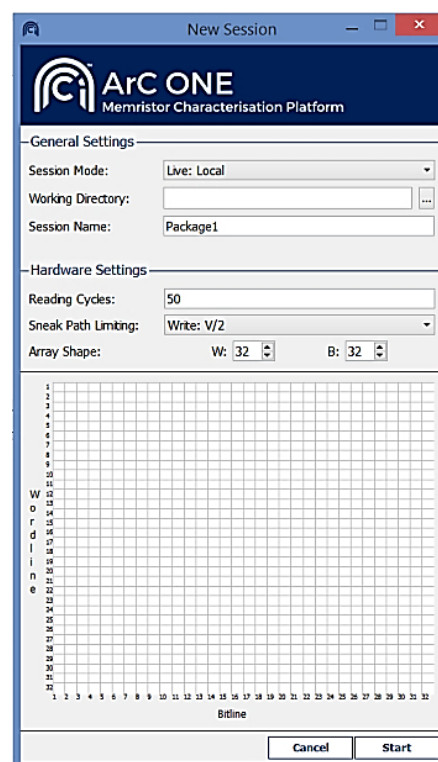 New Session
ArC ONE
Memristor Characterisation Platform
General Settings
Session Mode: Live: Local
Working Directory: ...
Session Name: Package1
Hardware Settings
Reading Cycles: 50
Sneak Path Limiting: Write: V/2
Array Shape: W: 32 B: 32
Wordline
1
2
3
4
5
6
7
8
9
10
11
12
13
14
15
16
17
18
19
20
21
22
23
24
25
26
27
28
29
30
31
32
1 2 3 4 5 6 7 8 9 10 11 12 13 14 15 16 17 18 19 20 21 22 23 24 25 26 27 28 29 30 31 32
Bitline
Cancel Start